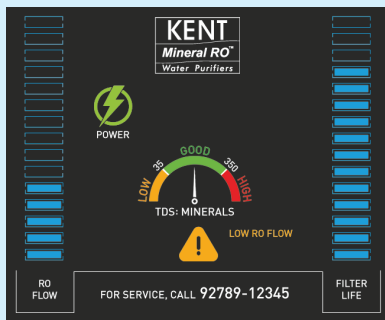 KENT
Mineral RO™
Water Purifiers
POWER
GOOD
35
350
LOW
HIGH
TDS: MINERALS
LOW RO FLOW
RO
FLOW
FOR SERVICE, CALL 92789-12345
FILTER
LIFE